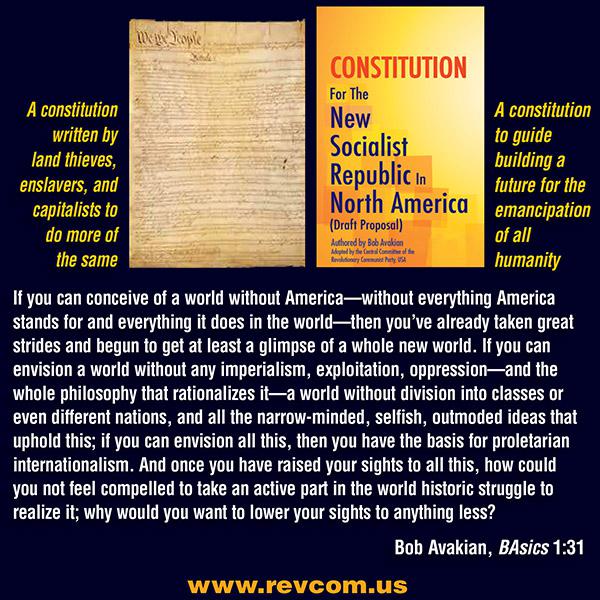 We the People
A constitution
written by
land thieves,
enslavers, and
capitalists to
do more of
the same
CONSTITUTION
For The
New
Socialist
Republic In
North America
(Draft Proposal)
Authored by Bob Avakian
Adopted by the Central Committee of the
Revolutionary Communist Party, USA
A constitution
to guide
building a
future for the
emancipation
of all
humanity
If you can conceive of a world without America—without everything America
stands for and everything it does in the world—then you’ve already taken great
strides and begun to get at least a glimpse of a whole new world. If you can
envision a world without any imperialism, exploitation, oppression—and the
whole philosophy that rationalizes it—a world without division into classes or
even different nations, and all the narrow-minded, selfish, outmoded ideas that
uphold this; if you can envision all this, then you have the basis for proletarian
internationalism. And once you have raised your sights to all this, how could
you not feel compelled to take an active part in the world historic struggle to
realize it; why would you want to lower your sights to anything less?
Bob Avakian, BAsics 1:31
www.revcom.us